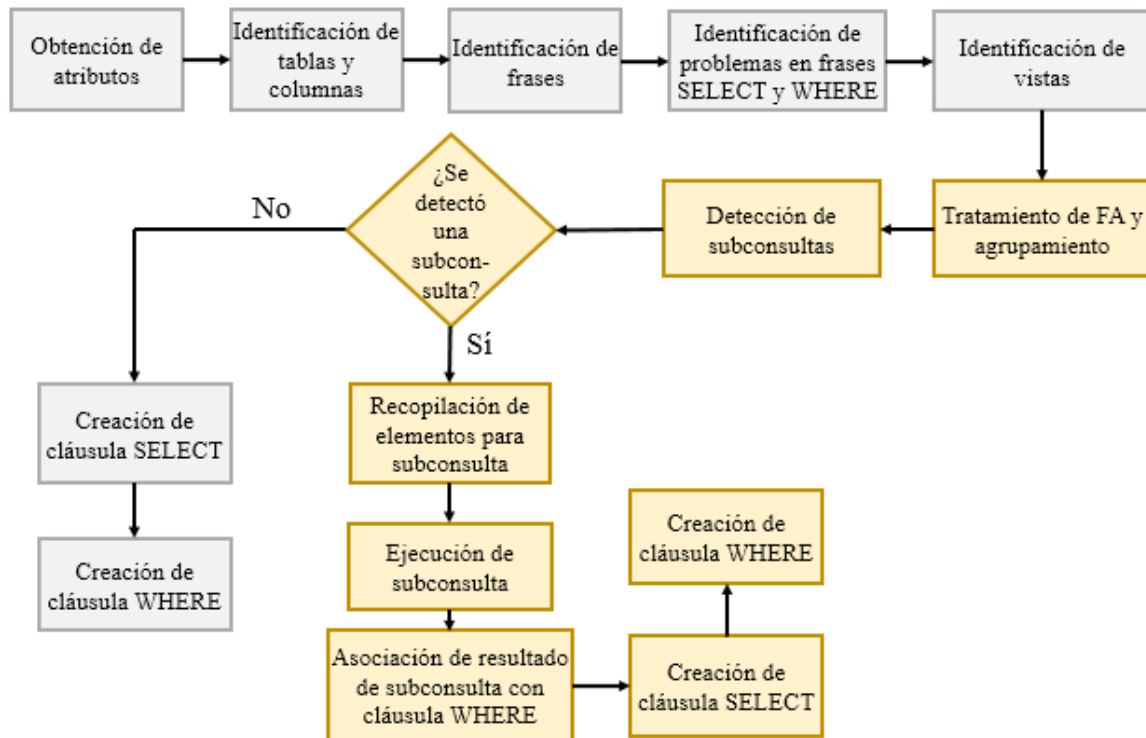 Obtención de
atributos
Identificación de
tablas y
columnas
Identificación
de frases
Identificación de
problemas en frases
SELECT y WHERE
Identificación de
vistas
Tratamiento de FA y
agrupamiento
Detección de
subconsultas
¿Se
detectó
una
subcon-
sulta?
No
Sí
Creación de
cláusula SELECT
Creación de
cláusula WHERE
Recopilación de
elementos para
subconsulta
Ejecución de
subconsulta
Asociación de resultado
de subconsulta con
cláusula WHERE
Creación de
cláusula SELECT
Creación de
cláusula WHERE